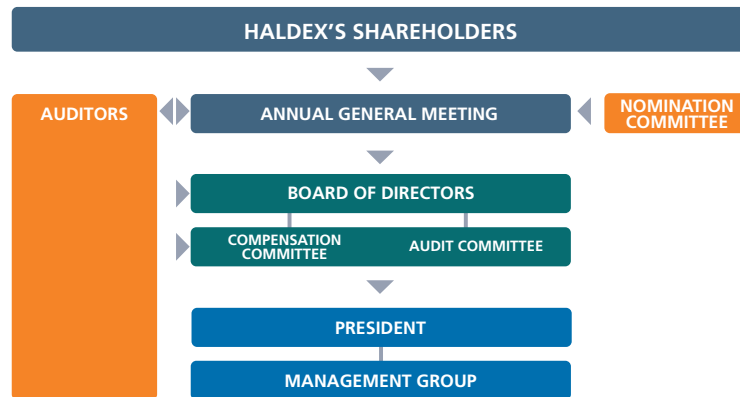 HALDEX'S SHAREHOLDERS
AUDITORS
ANNUAL GENERAL MEETING
NOMINATION
COMMITTEE
BOARD OF DIRECTORS
COMPENSATION
COMMITTEE
AUDIT COMMITTEE
PRESIDENT
MANAGEMENT GROUP